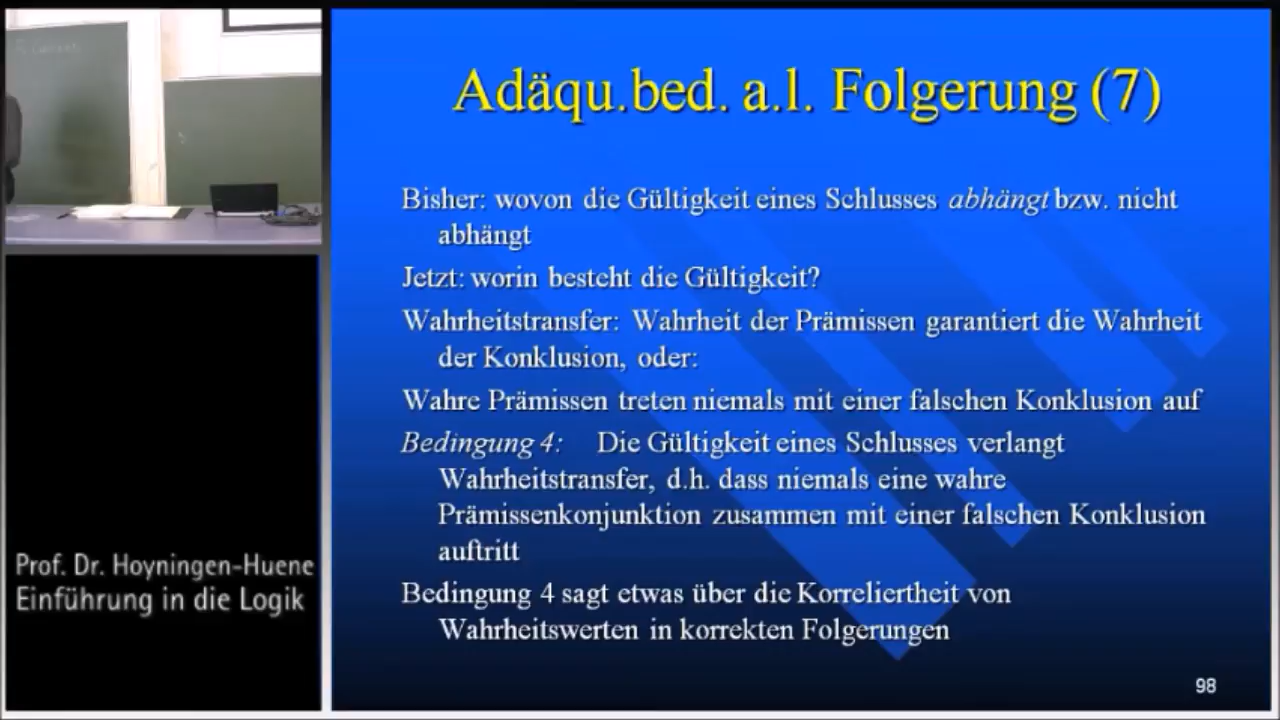 Adäqu.bed. a.l. Folgerung (7)
Bisher: wovon die Gültigkeit eines Schlusses abhängt bzw. nicht
abhängt
Jetzt: worin besteht die Gültigkeit?
Wahrheitstransfer: Wahrheit der Prämissen garantiert die Wahrheit
der Konklusion, oder:
Wahre Prämissen treten niemals mit einer falschen Konklusion auf
Bedingung 4: Die Gültigkeit eines Schlusses verlangt
Wahrheitstransfer, d.h. dass niemals eine wahre
Prämissenkonjunktion zusammen mit einer falschen Konklusion
auftritt
Bedingung 4 sagt etwas über die Korreliertheit von
Wahrheitswerten in korrekten Folgerungen
98
Prof. Dr. Hoyningen-Huene
Einführung in die Logik